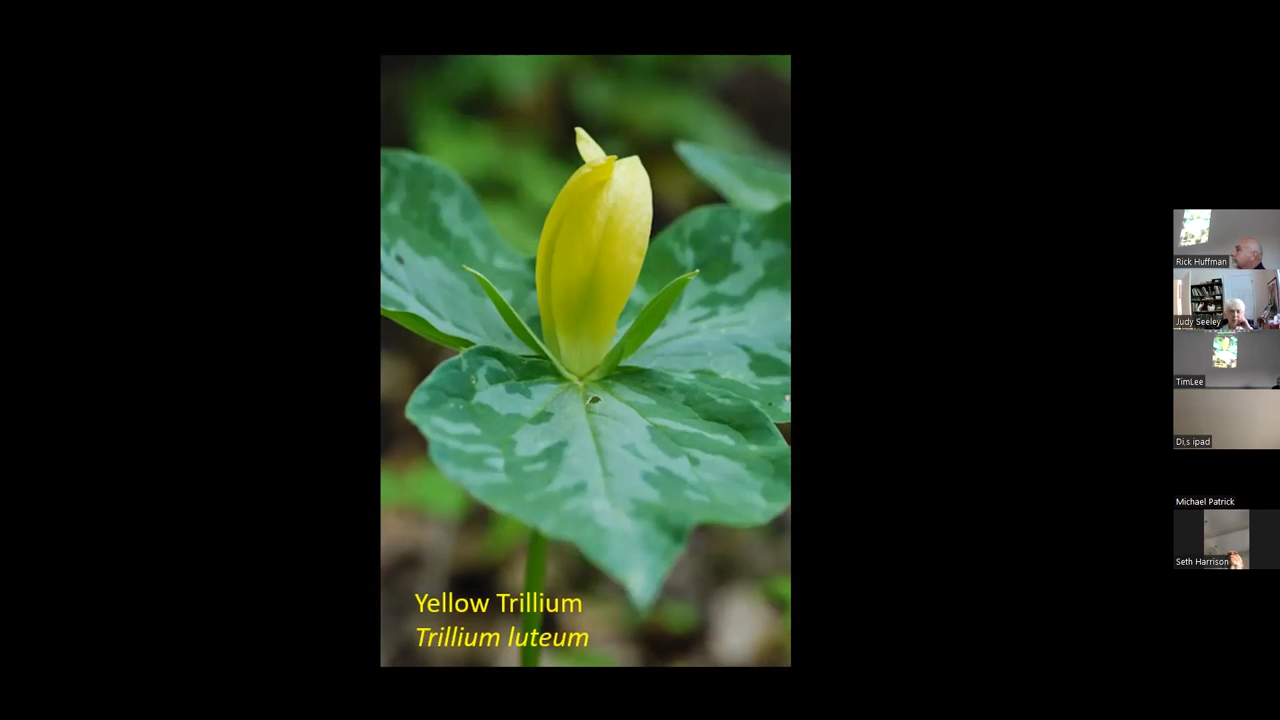 Yellow Trillium
Trillium luteum
Rick Huffman
Judy Seeley
TimLee
Di,s ipad
Michael Patrick
Seth Harrison